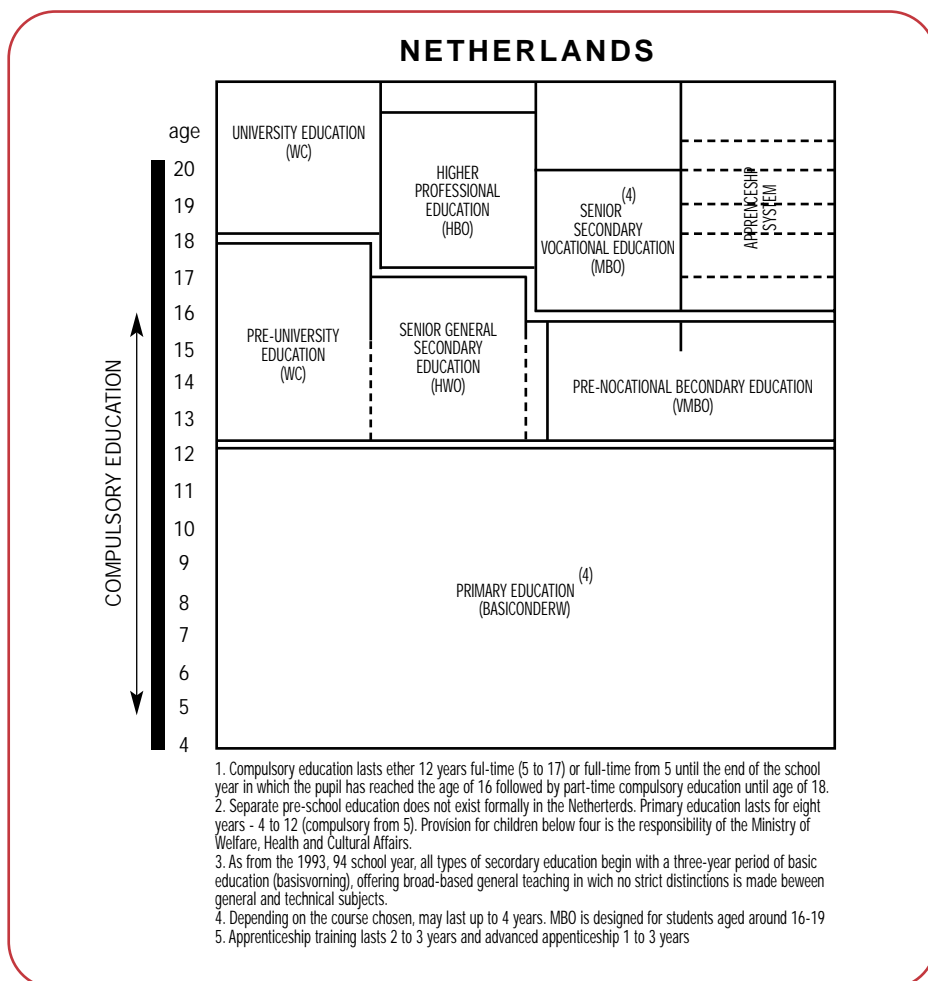 NETHERLANDS
age
20
19
18
17
16
15
14
13
12
11
10
9
8
7
6
5
4
COMPULSORY EDUCATION
UNIVERSITY EDUCATION
(WC)
HIGHER
PROFESSIONAL
EDUCATION
(HBO)
(4)
SENIOR
SECONDARY
VOCATIONAL EDUCATION
(MBO)
APPRENCESHP
SYSTEM
PRE-UNIVERSITY
EDUCATION
(WC)
SENIOR GENERAL
SECONDARY
EDUCATION
(HWO)
PRE-NOCATIONAL BECONDARY EDUCATION
(VMBO)
(4)
PRIMARY EDUCATION
(BASICONDERW)
1. Compulsory education lasts ether 12 years ful-time (5 to 17) or full-time from 5 until the end of the school
year in which the pupil has reached the age of 16 followed by part-time compulsory education until age of 18.
2. Separate pre-school education does not exist formally in the Netherterds. Primary education lasts for eight
years - 4 to 12 (compulsory from 5). Provision for children below four is the responsibility of the Ministry of
Welfare, Health and Cultural Affairs.
3. As from the 1993, 94 school year, all types of secordary education begin with a three-year period of basic
education (basisvorning), offering broad-based general teaching in wich no strict distinctions is made beween
general and technical subjects.
4. Depending on the course chosen, may last up to 4 years. MBO is designed for students aged around 16-19
5. Apprenticeship training lasts 2 to 3 years and advanced appenticeship 1 to 3 years